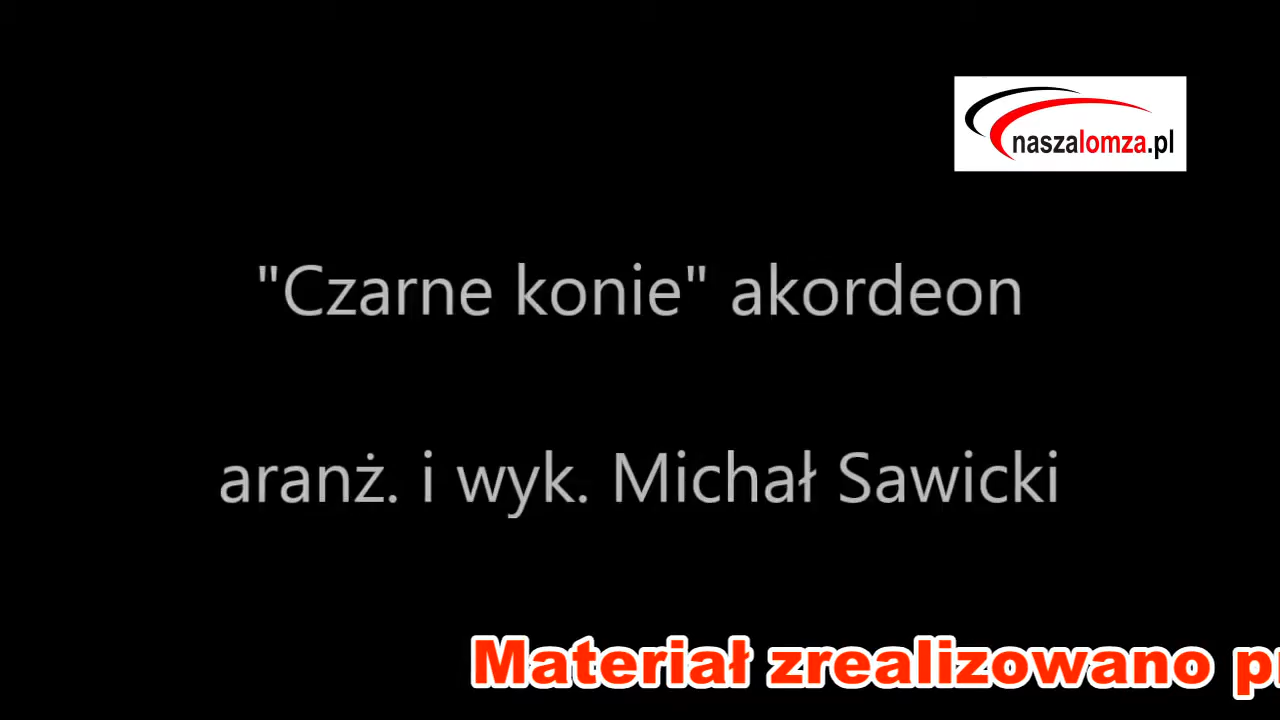 naszalomza.pl
"Czarne konie" akordeon
aranż. i wyk. Michał Sawicki
Materiał zrealizowano